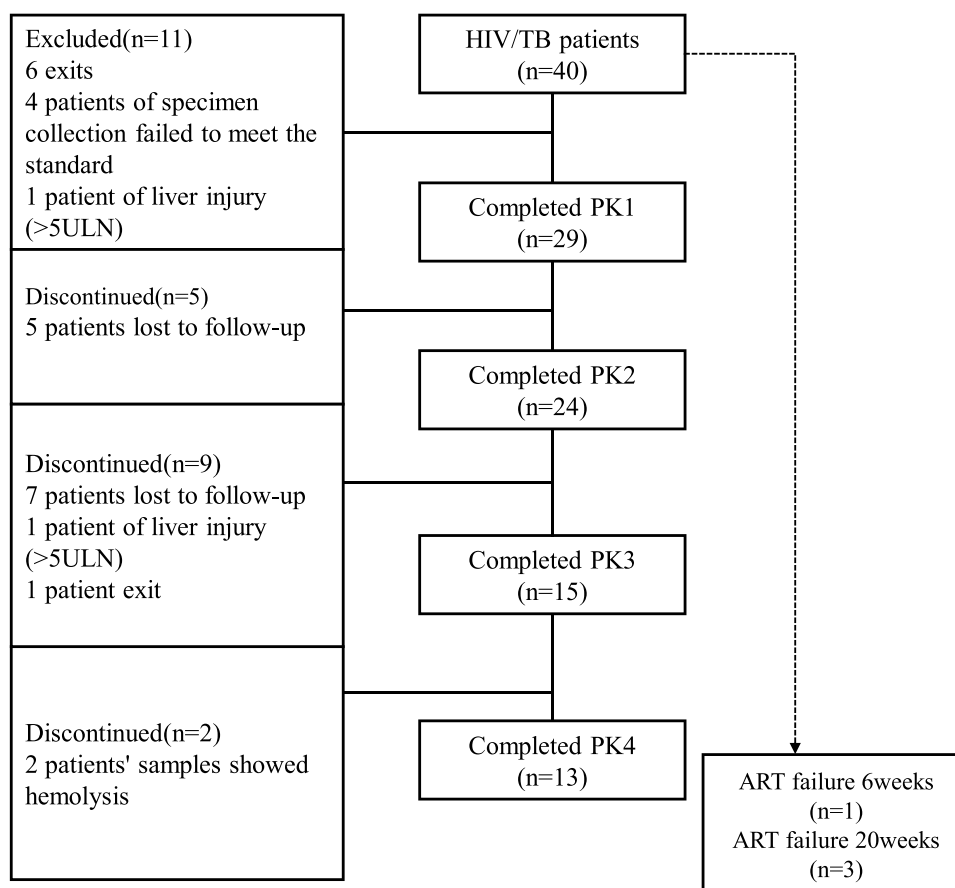 Excluded(n=11)
6 exits
4 patients of specimen
collection failed to meet the
standard
1 patient of liver injury
(>5ULN)
HIV/TB patients
(n=40)
Completed PK1
(n=29)
Discontinued(n=5)
5 patients lost to follow-up
Completed PK2
(n=24)
Discontinued(n=9)
7 patients lost to follow-up
1 patient of liver injury
(>5ULN)
1 patient exit
Completed PK3
(n=15)
Discontinued(n=2)
2 patients' samples showed
hemolysis
Completed PK4
(n=13)
ART failure 6weeks
(n=1)
ART failure 20weeks
(n=3)